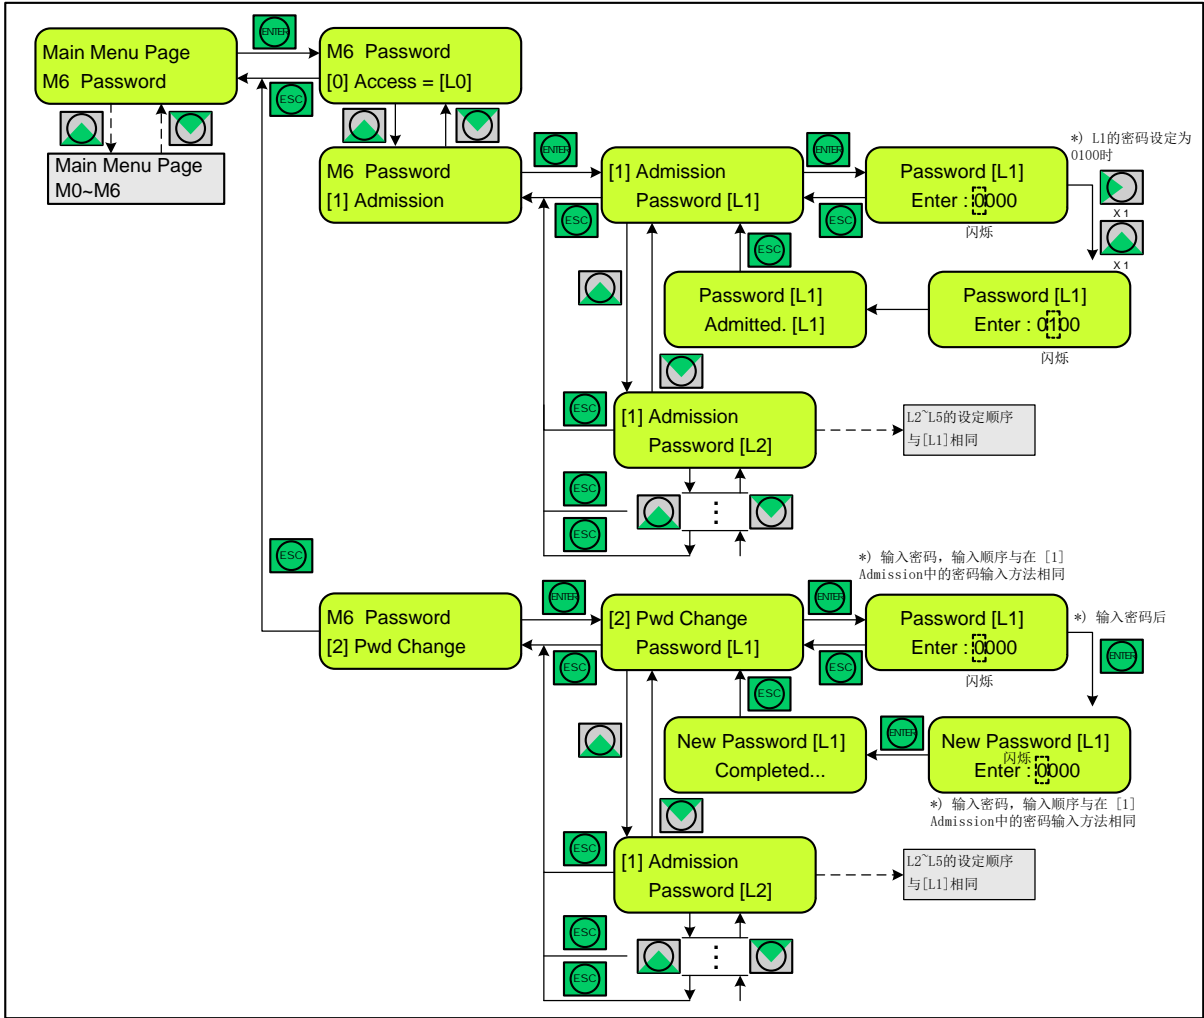 ENTER
Main Menu Page
M6 Password
M6 Password
[0] Access = [L0]
ESC
Main Menu Page
M0~M6
M6 Password
[1] Admission
ENTER
ESC
[1] Admission
Password [L1]
ENTER
ESC
Password [L1]
Enter : 0000
闪烁
*) L1的密码设定为
0100时
X 1
X 1
ESC
Password [L1]
Admitted. [L1]
Password [L1]
Enter : 0100
闪烁
ESC
[1] Admission
Password [L2]
L2~L5的设定顺序
与[L1]相同
ESC
ESC
ESC
*) 输入密码，输入顺序与在 [1]
Admission中的密码输入方法相同
M6 Password
[2] Pwd Change
ENTER
ESC
[2] Pwd Change
Password [L1]
ENTER
ESC
Password [L1]
Enter : 0000
闪烁
*) 输入密码后
ENTER
ESC
New Password [L1]
Completed...
ENTER
New Password [L1]
闪烁
Enter : 0000
*) 输入密码，输入顺序与在 [1]
Admission中的密码输入方法相同
ESC
[1] Admission
Password [L2]
L2~L5的设定顺序
与[L1]相同
ESC
ESC